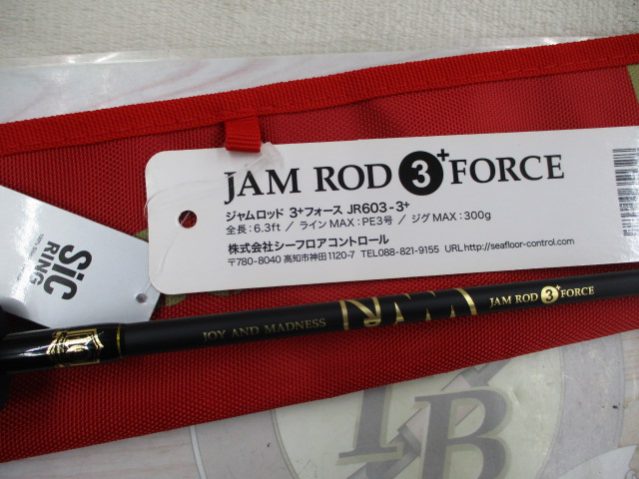 JAM ROD 3+ FORCE
ジャムロッド 3+フォース JR603-3+
全長:6.3ft / ラインMAX:PE3号 / ジグMAX:300g
株式会社シーフロアコントロール
〒780-8040 高知市神田1120-7 TEL088-821-9155 URL http://seafloor-control.com
SiC
RING
JOY AND MADNESS
JAM ROD 3+ FORCE
B